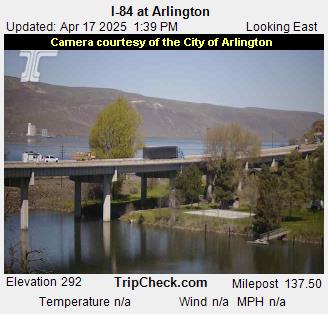 I-84 at Arlington
Updated: Apr 17 2025 1:39 PM Looking East
Camera courtesy of the City of Arlington
Elevation 292 TripCheck.com Milepost 137.50
Temperature n/a Wind n/a MPH n/a